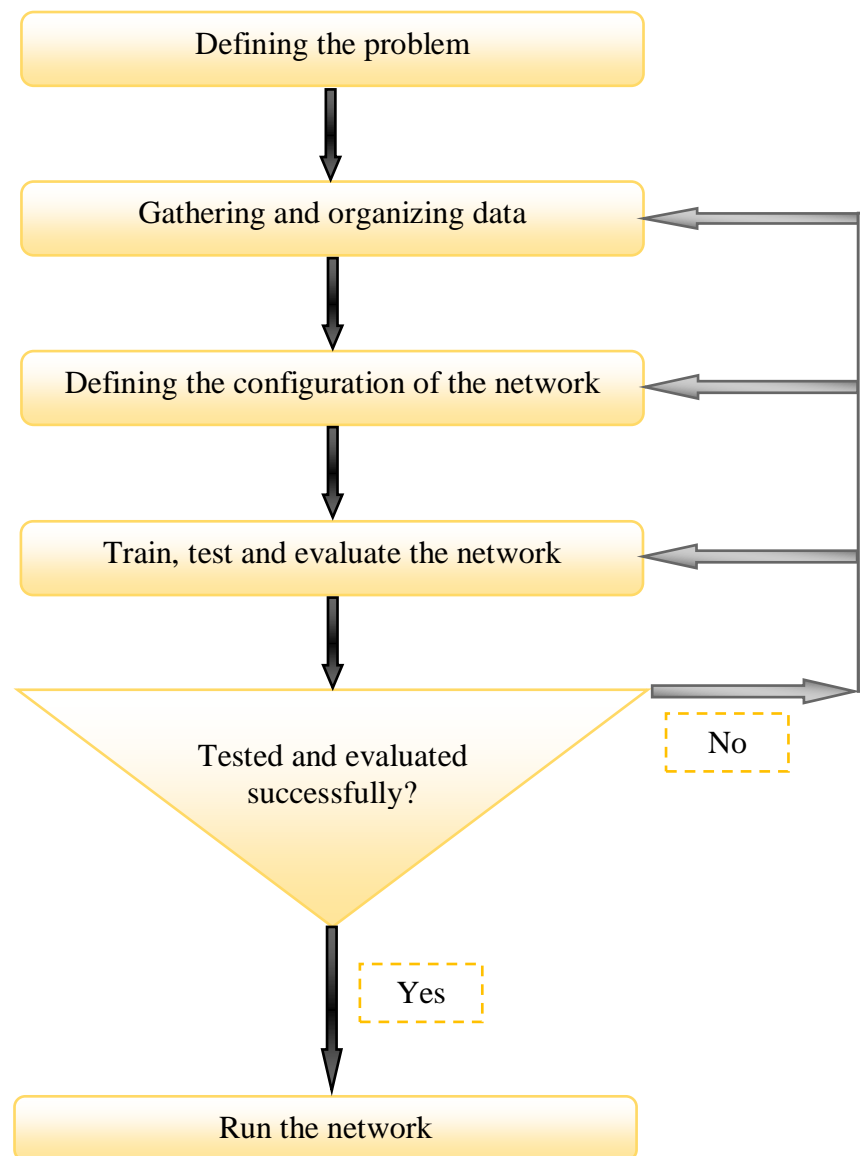 Defining the problem
Gathering and organizing data
Defining the configuration of the network
Train, test and evaluate the network
Tested and evaluated
successfully?
No
Yes
Run the network